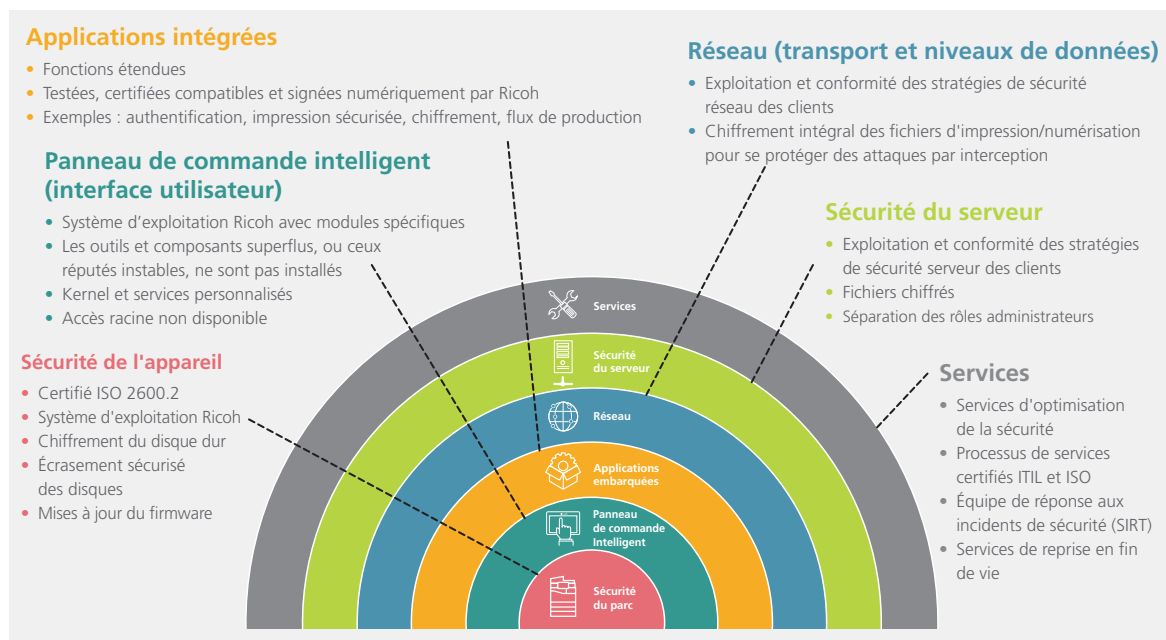 Applications intégrées
• Fonctions étendues
• Testées, certifiées compatibles et signées numériquement par Ricoh
• Exemples : authentification, impression sécurisée, chiffrement, flux de production
Panneau de commande intelligent
(interface utilisateur)
• Système d’exploitation Ricoh avec modules spécifiques
• Les outils et composants superflus, ou ceux
réputés instables, ne sont pas installés
• Kernel et services personnalisés
• Accès racine non disponible
Sécurité de l'appareil
• Certifié ISO 2600.2
• Système d'exploitation Ricoh
• Chiffrement du disque dur
• Écrasement sécurisé
des disques
• Mises à jour du firmware
Réseau (transport et niveaux de données)
• Exploitation et conformité des stratégies de sécurité
réseau des clients
• Chiffrement intégral des fichiers d'impression/numérisation
pour se protéger des attaques par interception
Sécurité du serveur
• Exploitation et conformité des stratégies
de sécurité serveur des clients
• Fichiers chiffrés
• Séparation des rôles administrateurs
Services
• Services d'optimisation
de la sécurité
• Processus de services
certifiés ITIL et ISO
• Équipe de réponse aux
incidents de sécurité (SIRT)
• Services de reprise en fin
de vie
Services
Sécurité
du serveur
Réseau
Applications
embarquées
Panneau
de commande
Intelligent
Sécurité
du parc